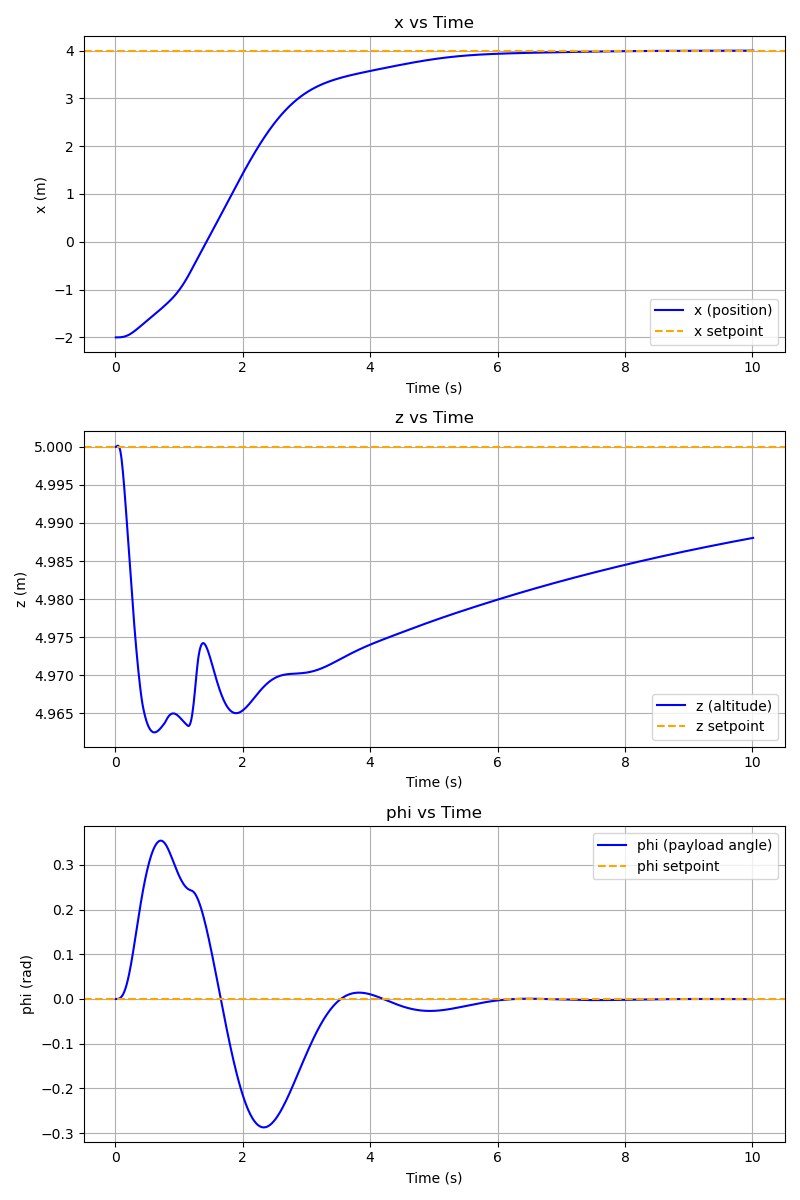 x vs Time
4
3
2
1
0
−1
−2
x (m)
x (position)
x setpoint
0 2 4 6 8 10
Time (s)
z vs Time
5.000
4.995
4.990
4.985
4.980
4.975
4.970
4.965
z (m)
z (altitude)
z setpoint
0 2 4 6 8 10
Time (s)
phi vs Time
phi (payload angle)
phi setpoint
0.3
0.2
0.1
0.0
−0.1
−0.2
−0.3
phi (rad)
0 2 4 6 8 10
Time (s)